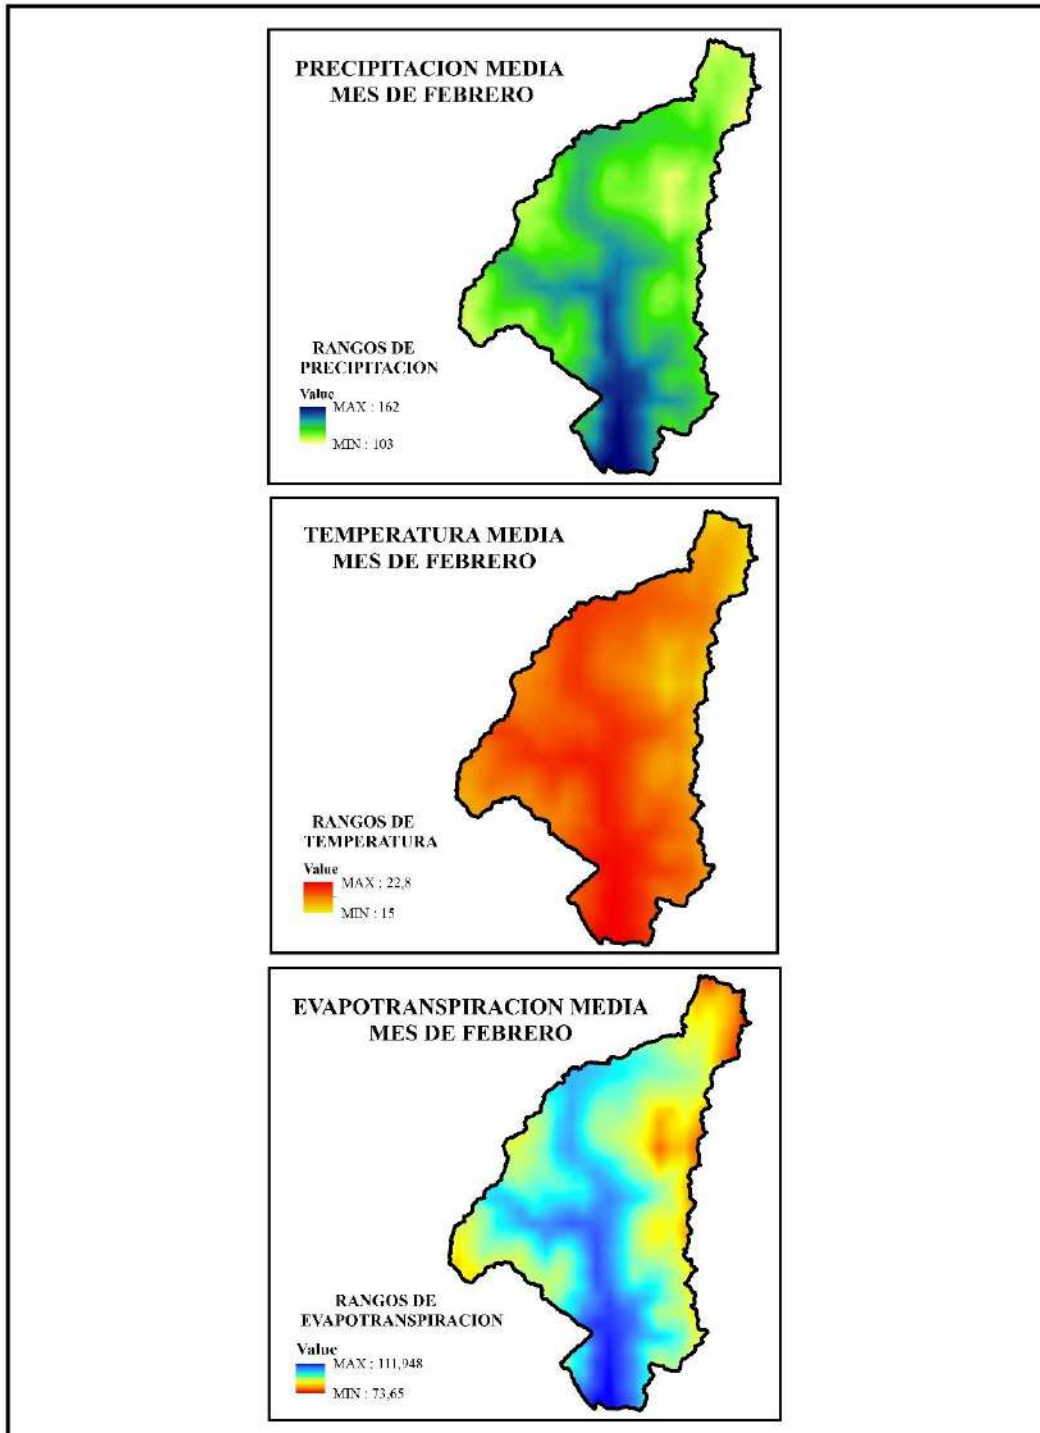 PRECIPITACION MEDIA
MES DE FEBRERO
RANGOS DE
PRECIPITACION
Value
MAX : 162
MIN : 103
TEMPERATURA MEDIA
MES DE FEBRERO
RANGOS DE
TEMPERATURA
Value
MAX : 22,8
MIN : 15
EVAPOTRANSPIRACION MEDIA
MES DE FEBRERO
RANGOS DE
EVAPOTRANSPIRACION
Value
MAX : 111,948
MIN : 73,65